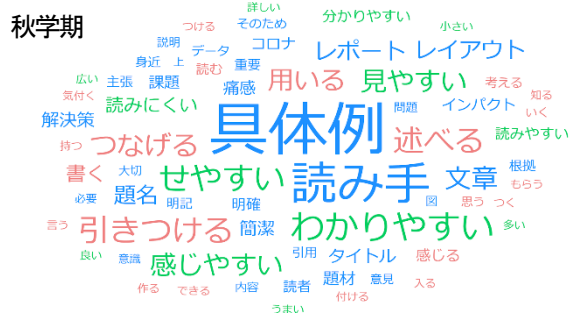 秋学期
詳しい
つける
そのため
分かりやすい
小さい
説明
データ
コロナ
レポート
レイアウト
身近
上
読む
重要
広い
主張
課題
痛感
用いる
見やすい
考える
気付く
読みにくい
具体例
問題
インパクト
知る
いく
解決策
つなげる
述べる
読みやすい
持つ
書く
大切
せやすい
読み手
文章
根拠
もらう
必要
題名
明記
明確
図
思う
つく
言う
引きつける
簡潔
わかりやすい
多い
良い
意識
感じやすい
引用
タイトル
感じる
作る
できる
内容
読者
題材
意見
入る
付ける
うまい